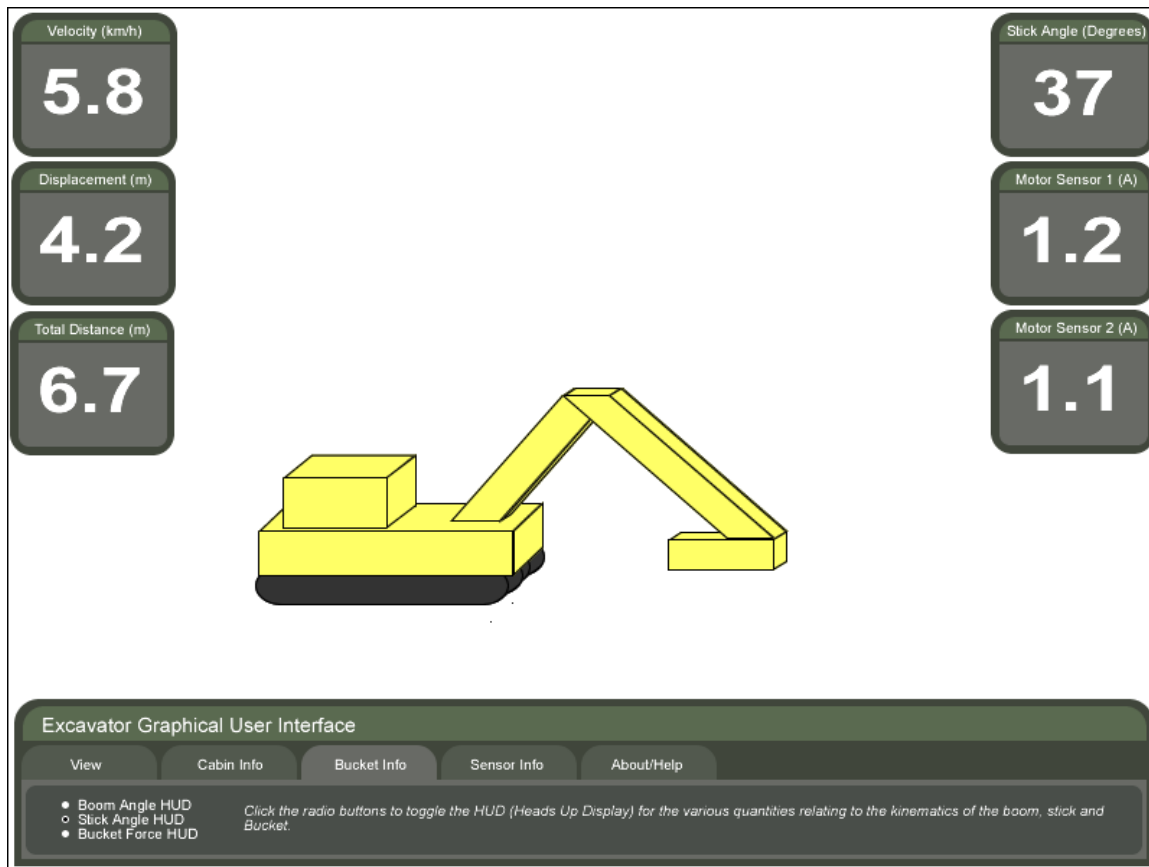 Velocity (km/h)
5.8
Displacement (m)
4.2
Total Distance (m)
6.7
Stick Angle (Degrees)
37
Motor Sensor 1 (A)
1.2
Motor Sensor 2 (A)
1.1
Excavator Graphical User Interface
View
Cabin Info
Bucket Info
Sensor Info
About/Help
Boom Angle HUD
Stick Angle HUD
Bucket Force HUD
Click the radio buttons to toggle the HUD (Heads Up Display) for the various quantities relating to the kinematics of the boom, stick and
Bucket.